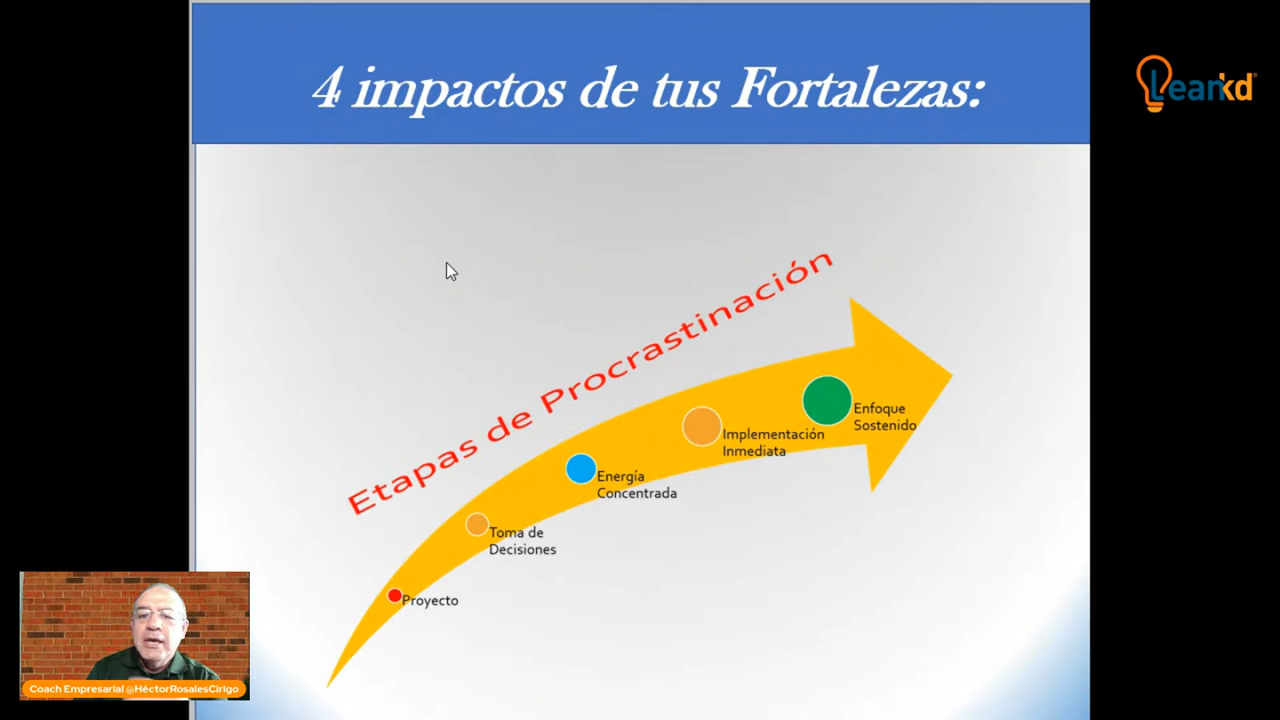 4 impactos de tus Fortalezas:
Leankd
Etapas de Procrastinación
Enfoque
Sostenido
Implementación
Inmediata
Energía
Concentrada
Toma de
Decisiones
Proyecto
Coach Empresarial @HéctorRosalesCirigo